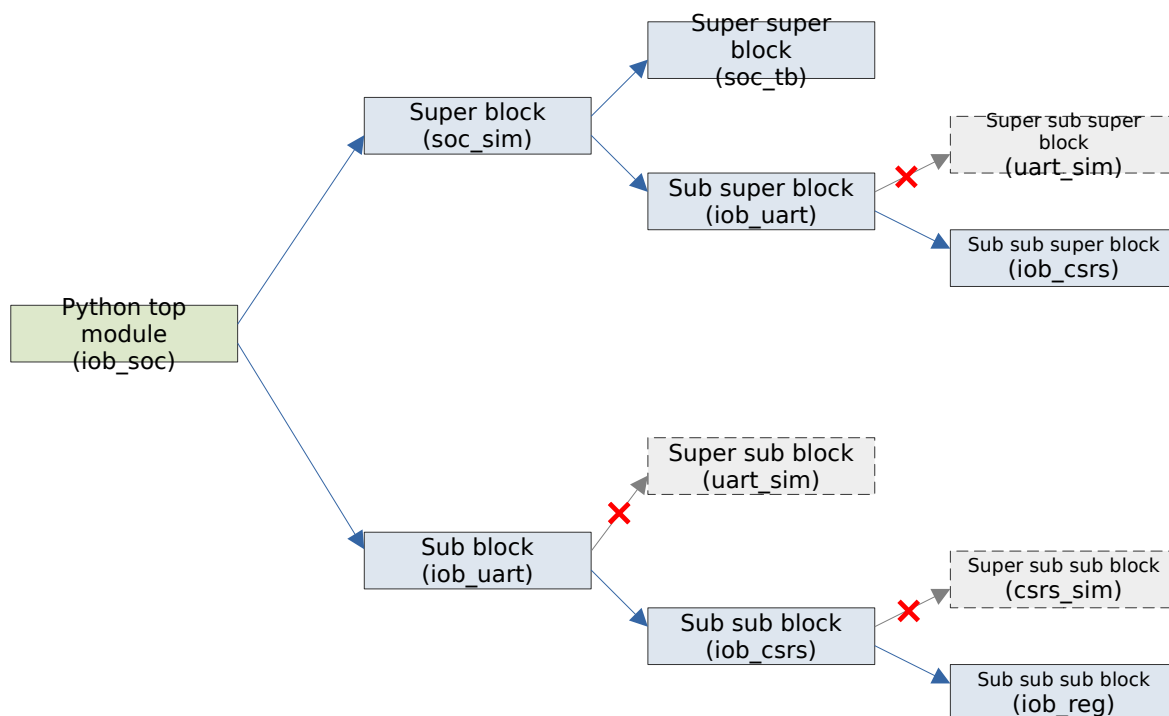 Super super
block
(soc_tb)
Super block
(soc_sim)
Super sub super
block
(uart_sim)
Sub super block
(iob_uart)
Sub sub super block
(iob_csrs)
Python top
module
(iob_soc)
Super sub block
(uart_sim)
Sub block
(iob_uart)
Super sub sub block
(csrs_sim)
Sub sub block
(iob_csrs)
Sub sub sub block
(iob_reg)